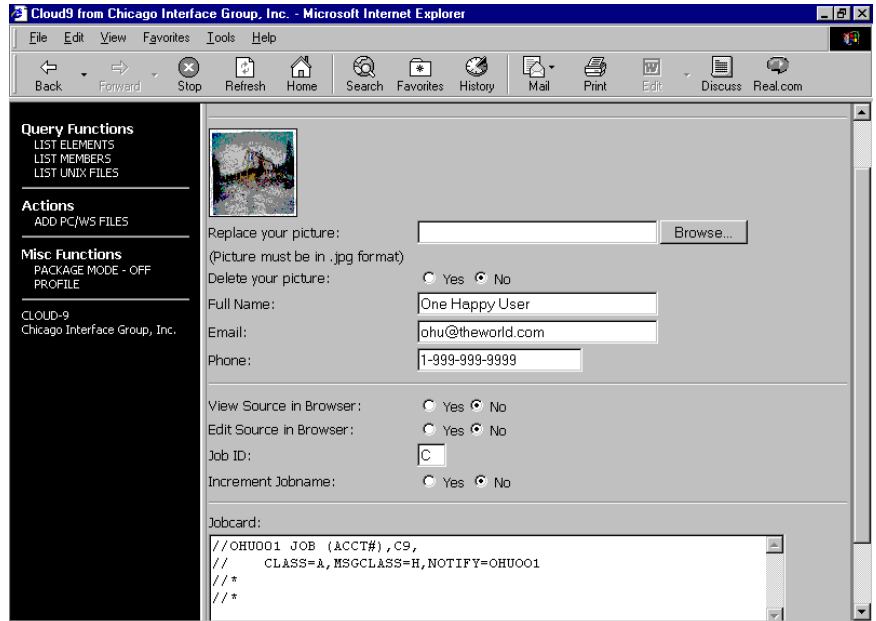 Cloud9 from Chicago Interface Group, Inc. - Microsoft Internet Explorer
File Edit View Favorites Tools Help
Back Forward Stop Refresh Home Search Favorites History Mail Print Edit Discuss Real.com
Query Functions
LIST ELEMENTS
LIST MEMBERS
LIST UNIX FILES
Actions
ADD PC/WS FILES
Misc Functions
PACKAGE MODE - OFF
PROFILE
CLOUD-9
Chicago Interface Group, Inc.
Replace your picture: Browse...
(Picture must be in .jpg format)
Delete your picture: Yes No
Full Name: One Happy User
Email: ohu@theworld.com
Phone: 1-999-999-9999
View Source in Browser: Yes No
Edit Source in Browser: Yes No
Job ID: C
Increment Jobname: Yes No
Jobcard:
//OHU001 JOB (ACCT#),C9,
// CLASS=A,MSGCLASS=H,NOTIFY=OHU001
//*
//*